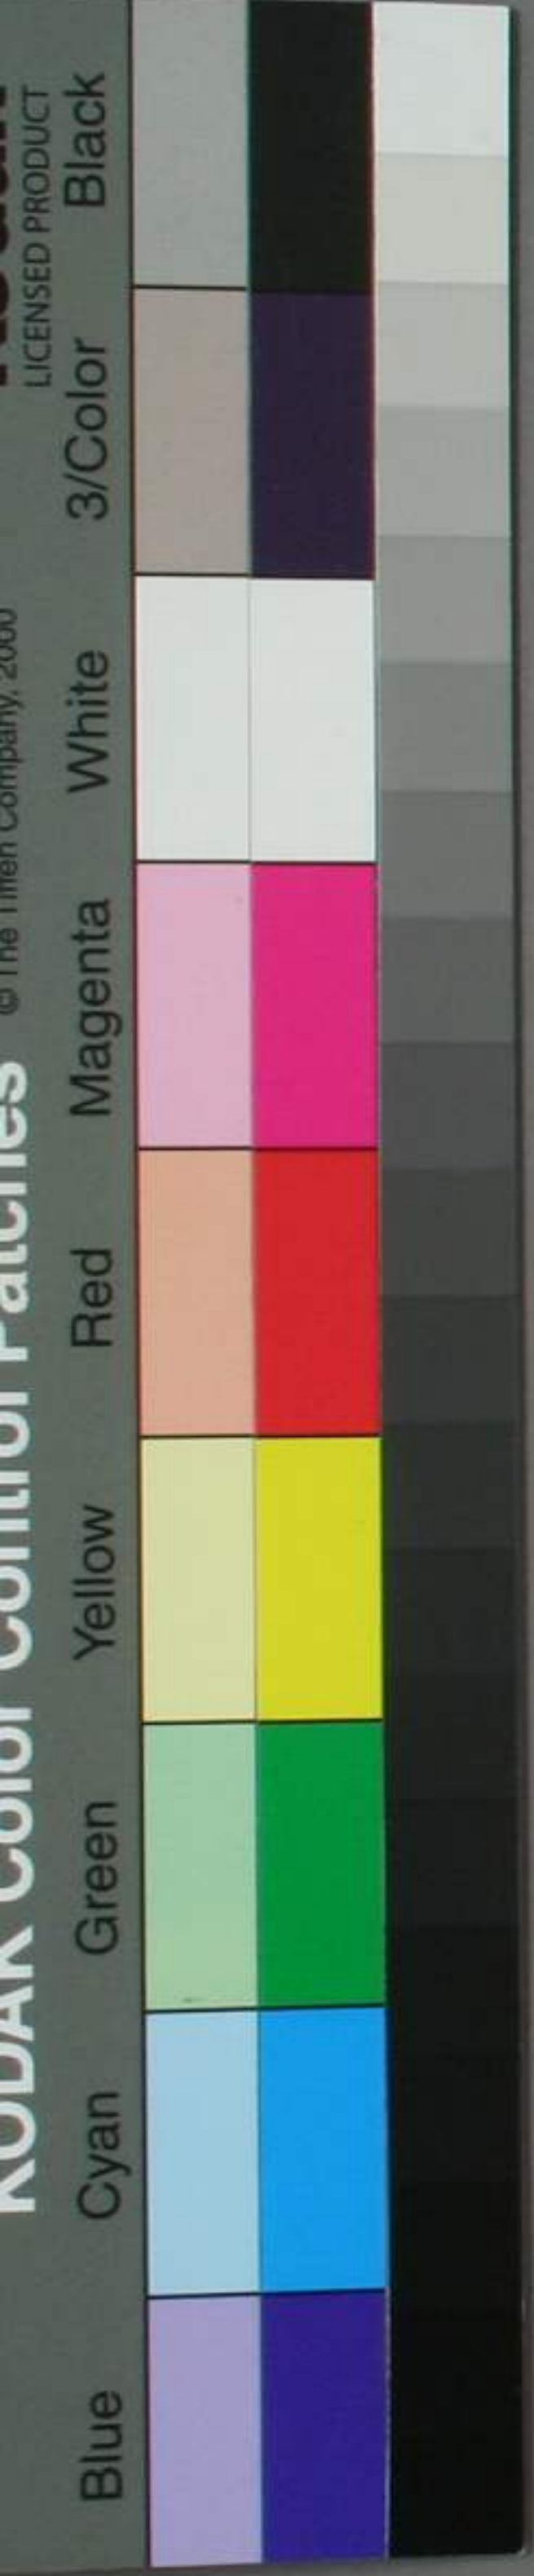 KODAK Color Control Patches
© The Tiffen Company, 2000
LICENSED PRODUCT
Blue
Cyan
Green
Yellow
Red
Magenta
White
3/Color
Black